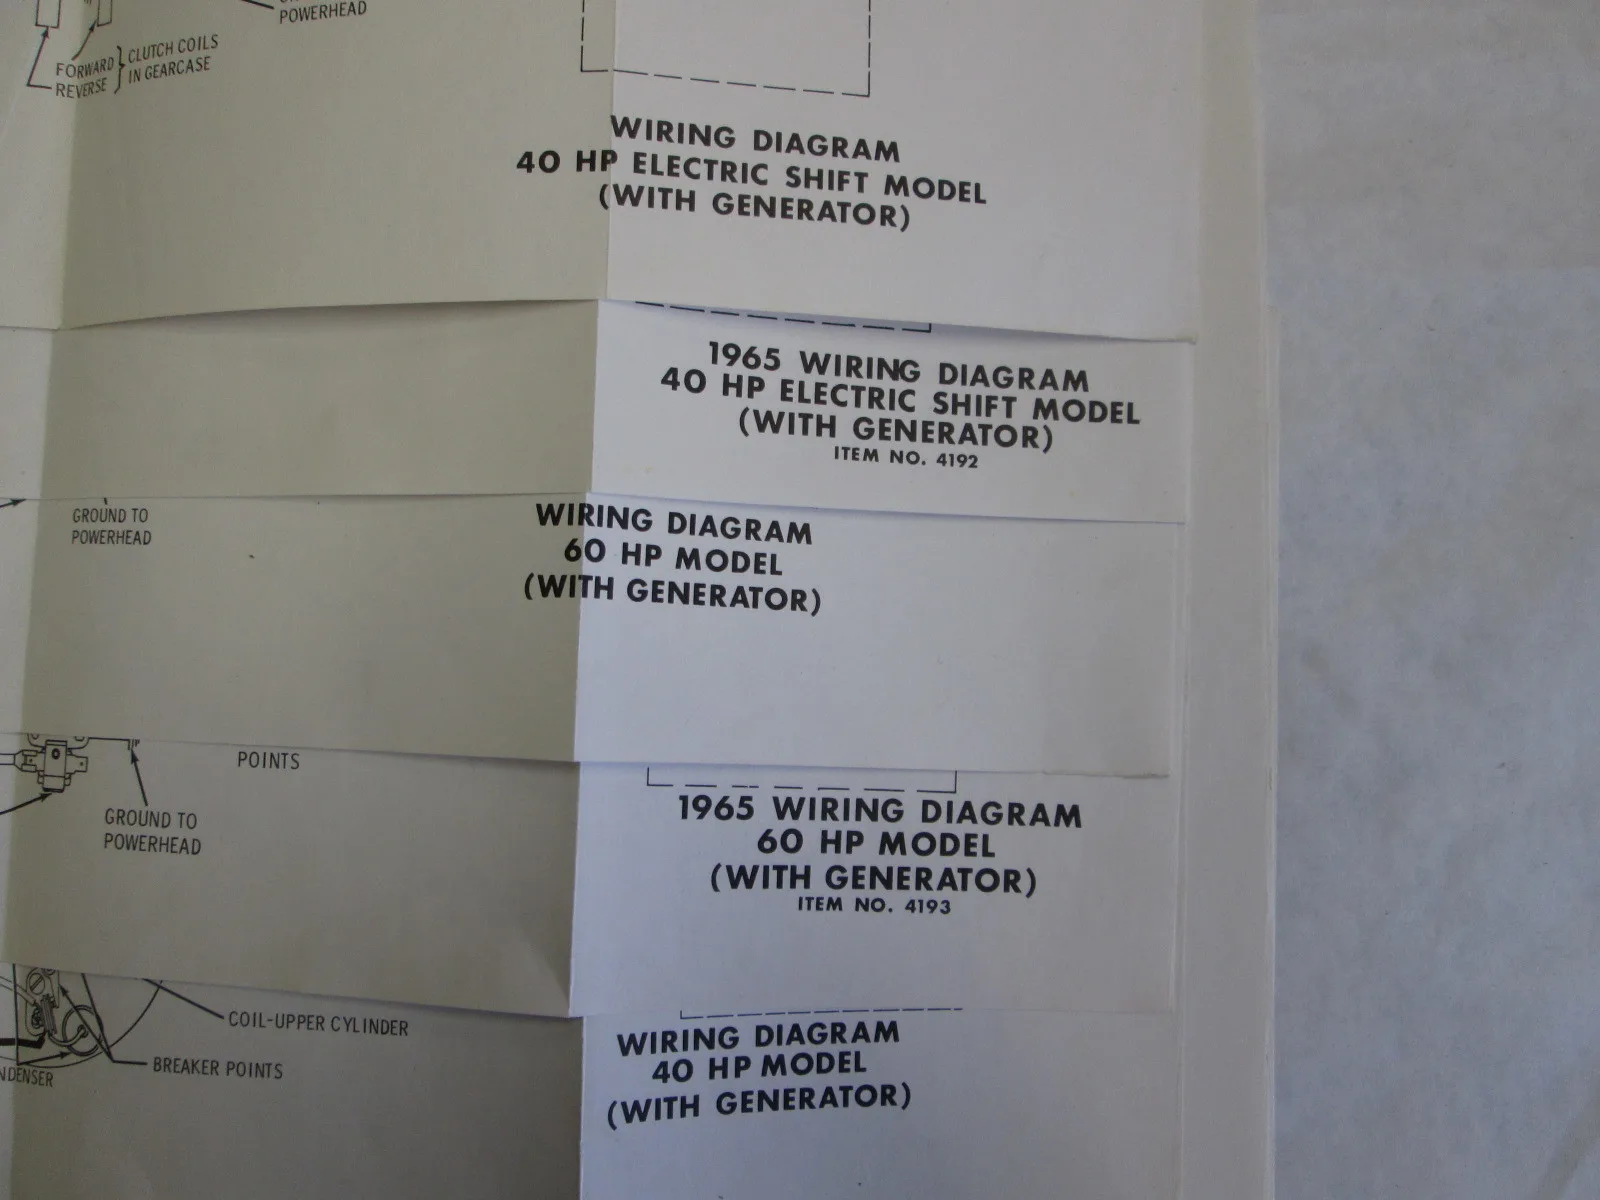 POWERHEAD
FORWARD
REVERSE
CLUTCH COILS
IN GEARCASE
WIRING DIAGRAM
40 HP ELECTRIC SHIFT MODEL
(WITH GENERATOR)
1965 WIRING DIAGRAM
40 HP ELECTRIC SHIFT MODEL
(WITH GENERATOR)
ITEM NO. 4192
GROUND TO
POWERHEAD
WIRING DIAGRAM
60 HP MODEL
(WITH GENERATOR)
POINTS
GROUND TO
POWERHEAD
1965 WIRING DIAGRAM
60 HP MODEL
(WITH GENERATOR)
ITEM NO. 4193
COIL-UPPER CYLINDER
BREAKER POINTS
NDENSER
WIRING DIAGRAM
40 HP MODEL
(WITH GENERATOR)